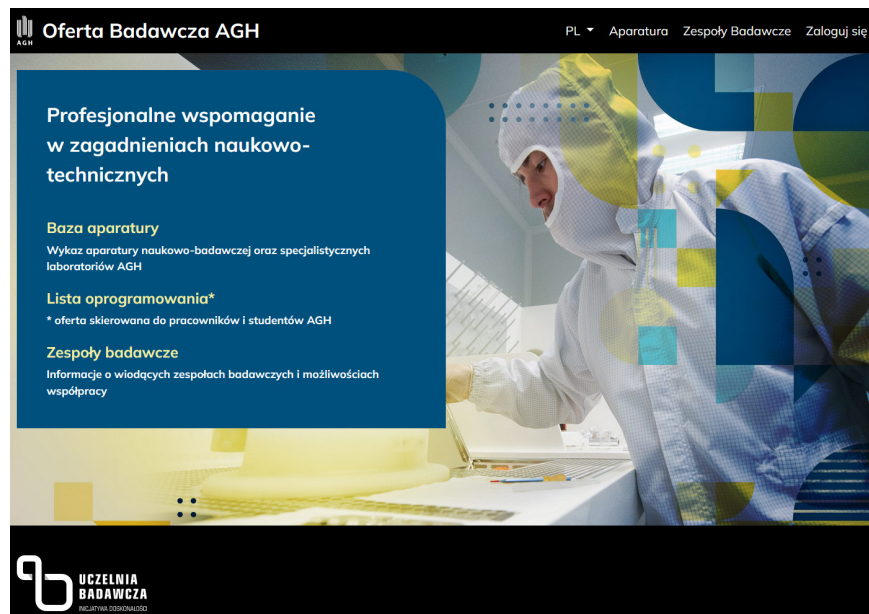 AGH
Oferta Badawcza AGH
PL
Aparatura
Zespoły Badawcze
Zaloguj się
Profesjonalne wspomaganie
w zagadnieniach naukowo-
technicznych
Baza aparatury
Wykaz aparatury naukowo-badawczej oraz specjalistycznych
laboratoriów AGH
Lista oprogramowania*
* oferta skierowana do pracowników i studentów AGH
Zespoły badawcze
Informacje o wiodących zespołach badawczych i możliwościach
współpracy
UCZELNIA
BADAWCZA
INICJATYWA DOSKONAŁOŚCI